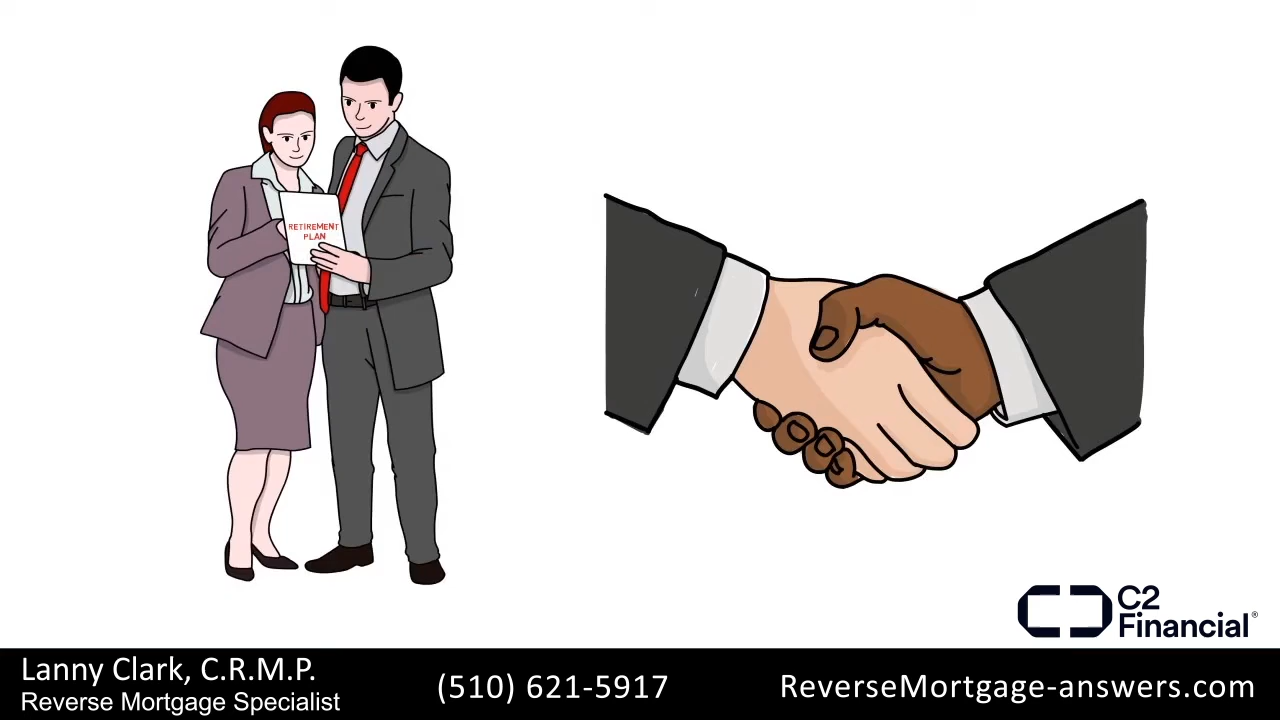 RETIREMENT
PLAN
C2
Financial®
Lanny Clark, C.R.M.P.
Reverse Mortgage Specialist
(510) 621-5917
ReverseMortgage-answers.com